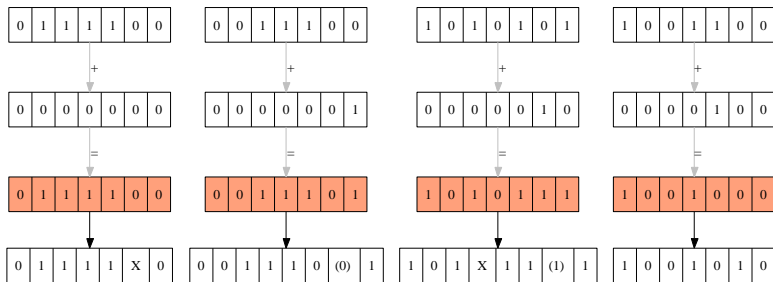 0 1 1 1 1 0 0 0 0 1 1 1 0 0 1 0 1 0 1 0 1 1 0 0 1 1 0 0
+ + + +
0 0 0 0 0 0 0 0 0 0 0 0 0 1 0 0 0 0 0 1 0 0 0 0 0 1 0 0
= = = =
0 1 1 1 1 0 0 0 0 1 1 1 0 1 1 0 1 0 1 1 1 1 0 0 1 0 0 0
0 1 1 1 1 X 0 0 0 1 1 1 0 (0) 1 1 0 1 X 1 1 (1) 1 1 0 0 1 0 1 0